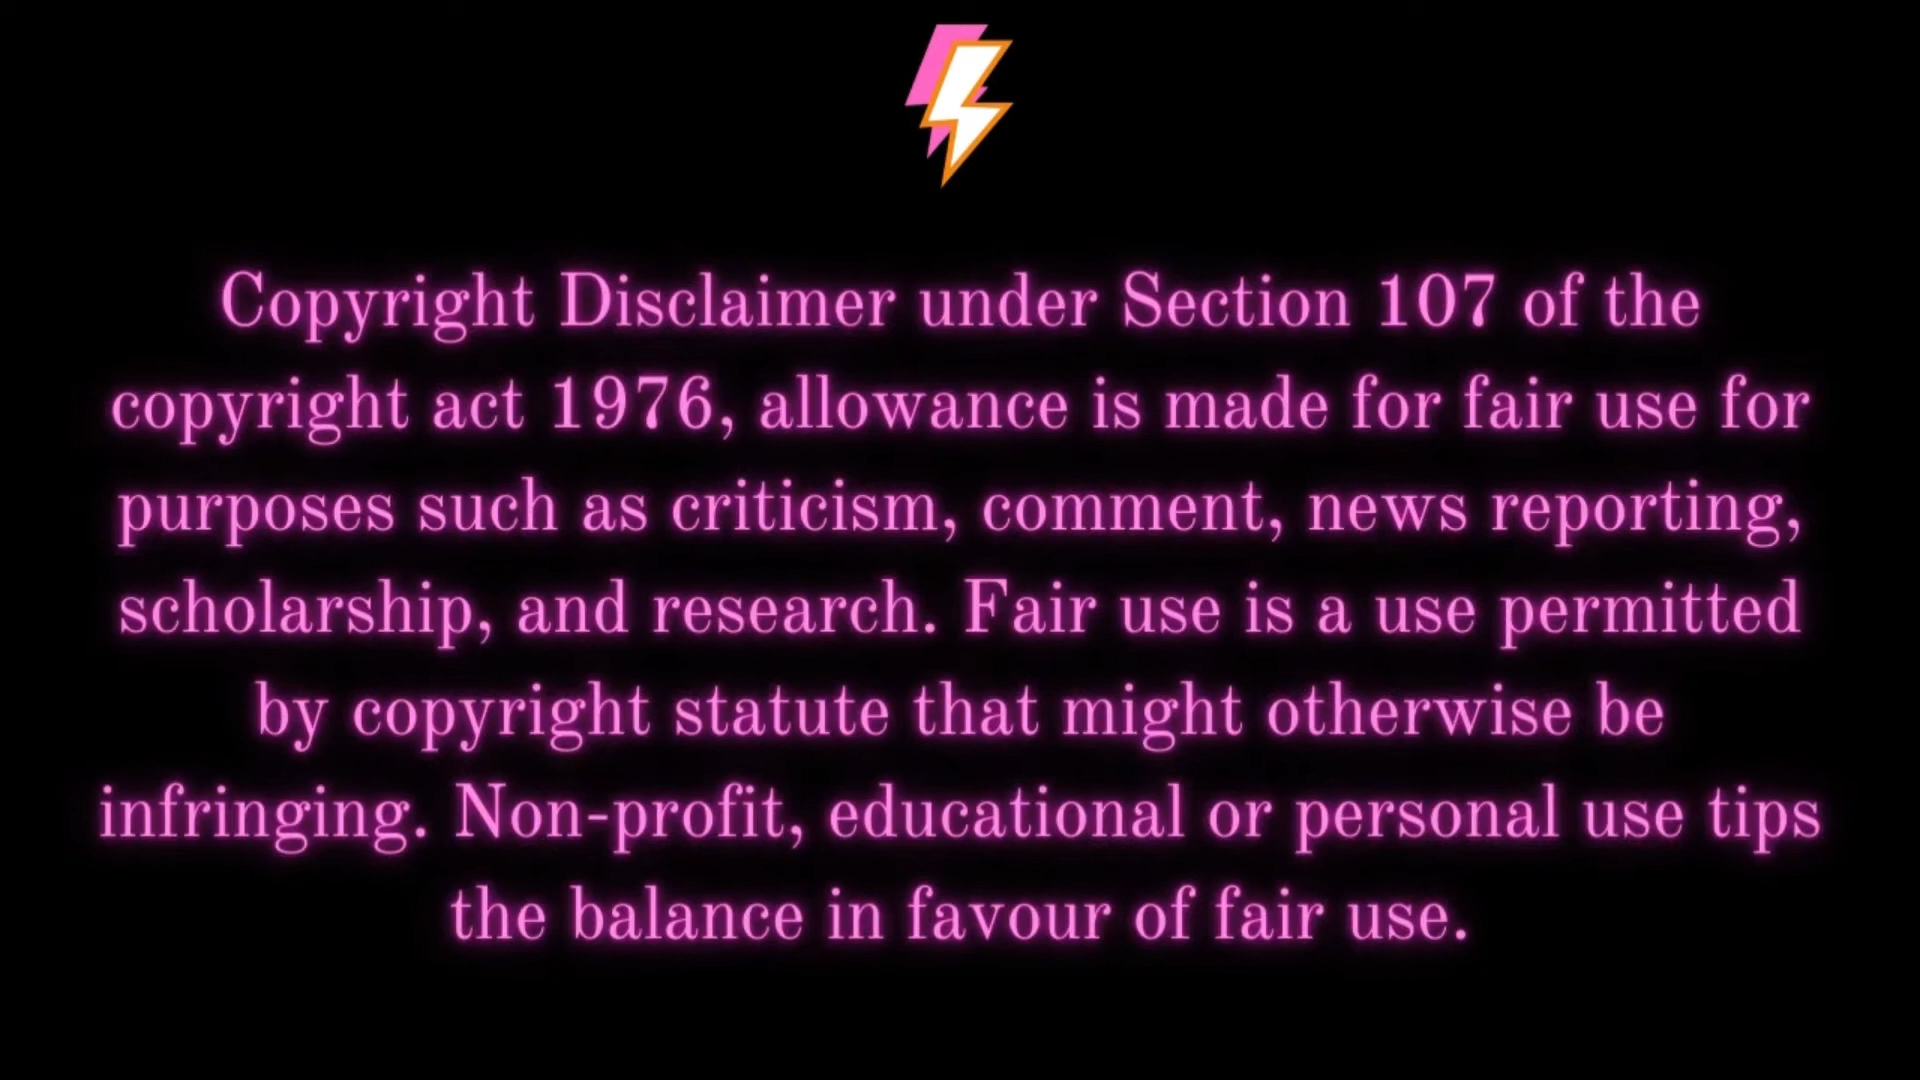 Copyright Disclaimer under Section 107 of the
copyright act 1976, allowance is made for fair use for
purposes such as criticism, comment, news reporting,
scholarship, and research. Fair use is a use permitted
by copyright statute that might otherwise be
infringing. Non-profit, educational or personal use tips
the balance in favour of fair use.